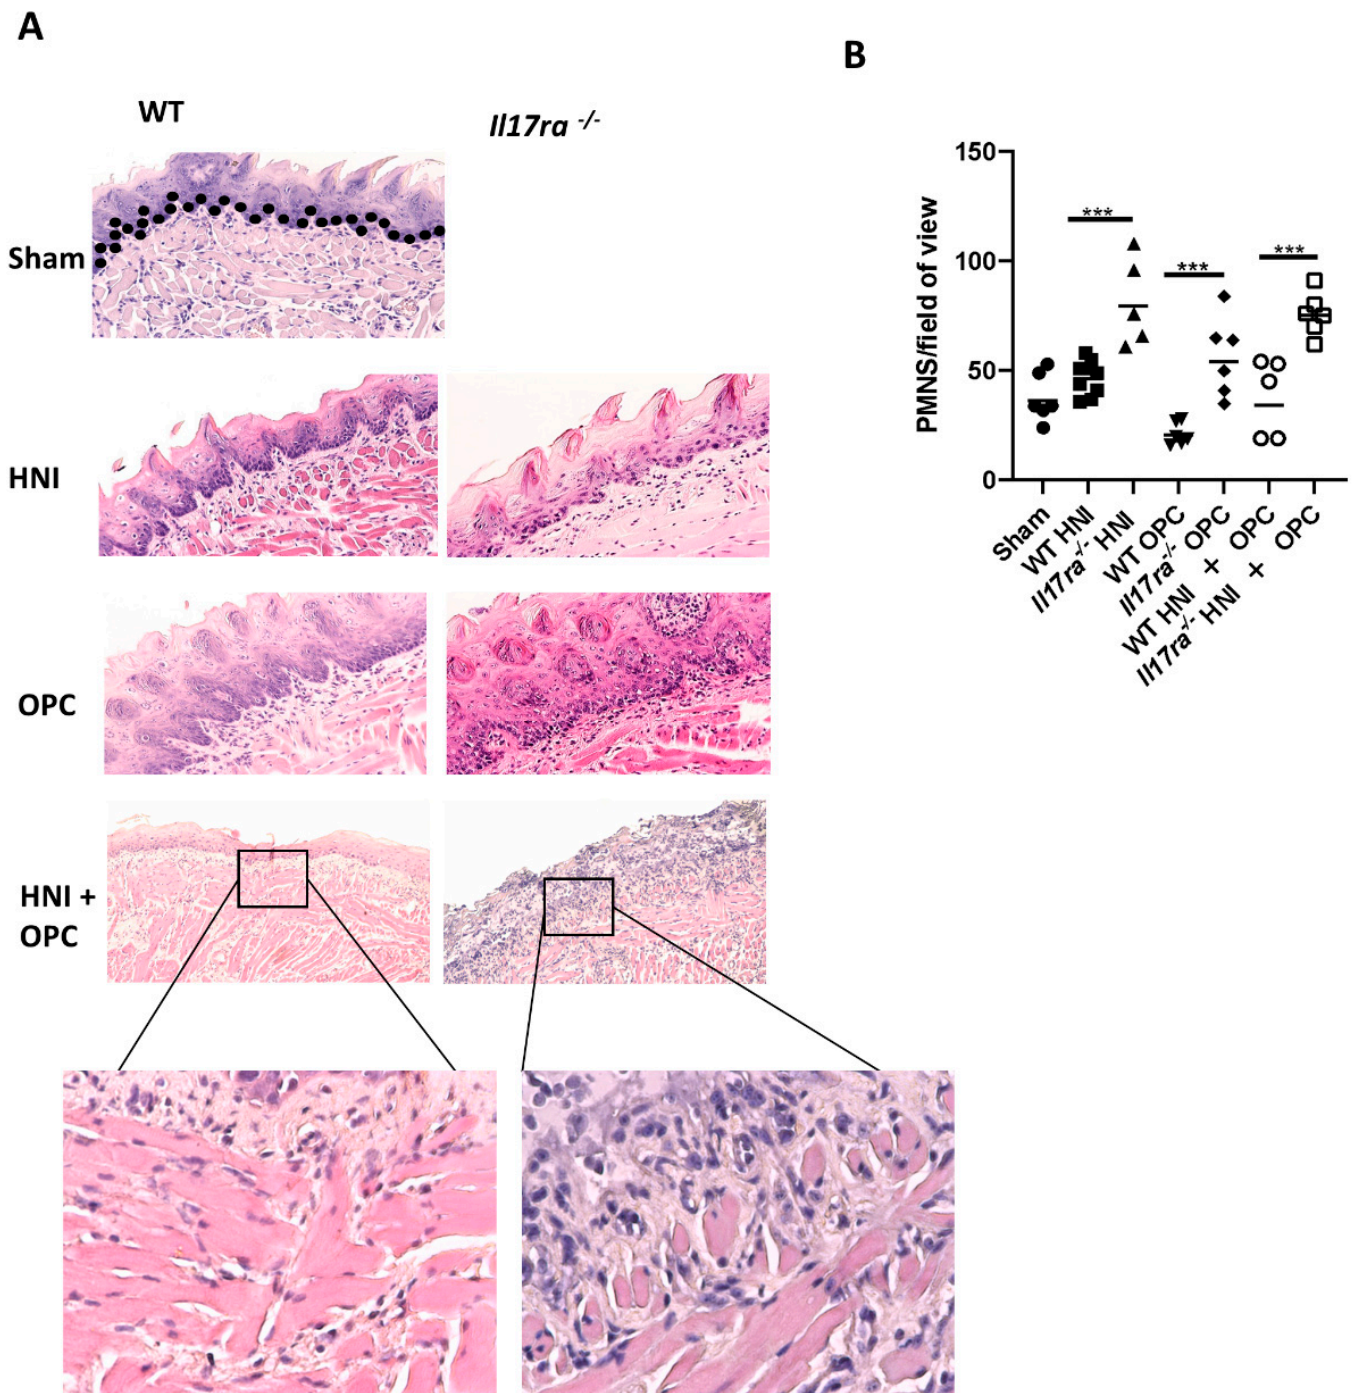 A
WT
Il17ra -/-
Sham
HNI
OPC
HNI +
OPC
B
150
100
50
0
PMNS/field of view
***
***
***
Sham
WT HNI
Il17ra-/- HNI
WT OPC
Il17ra-/- OPC
WT HNI + OPC
Il17ra-/- HNI + OPC